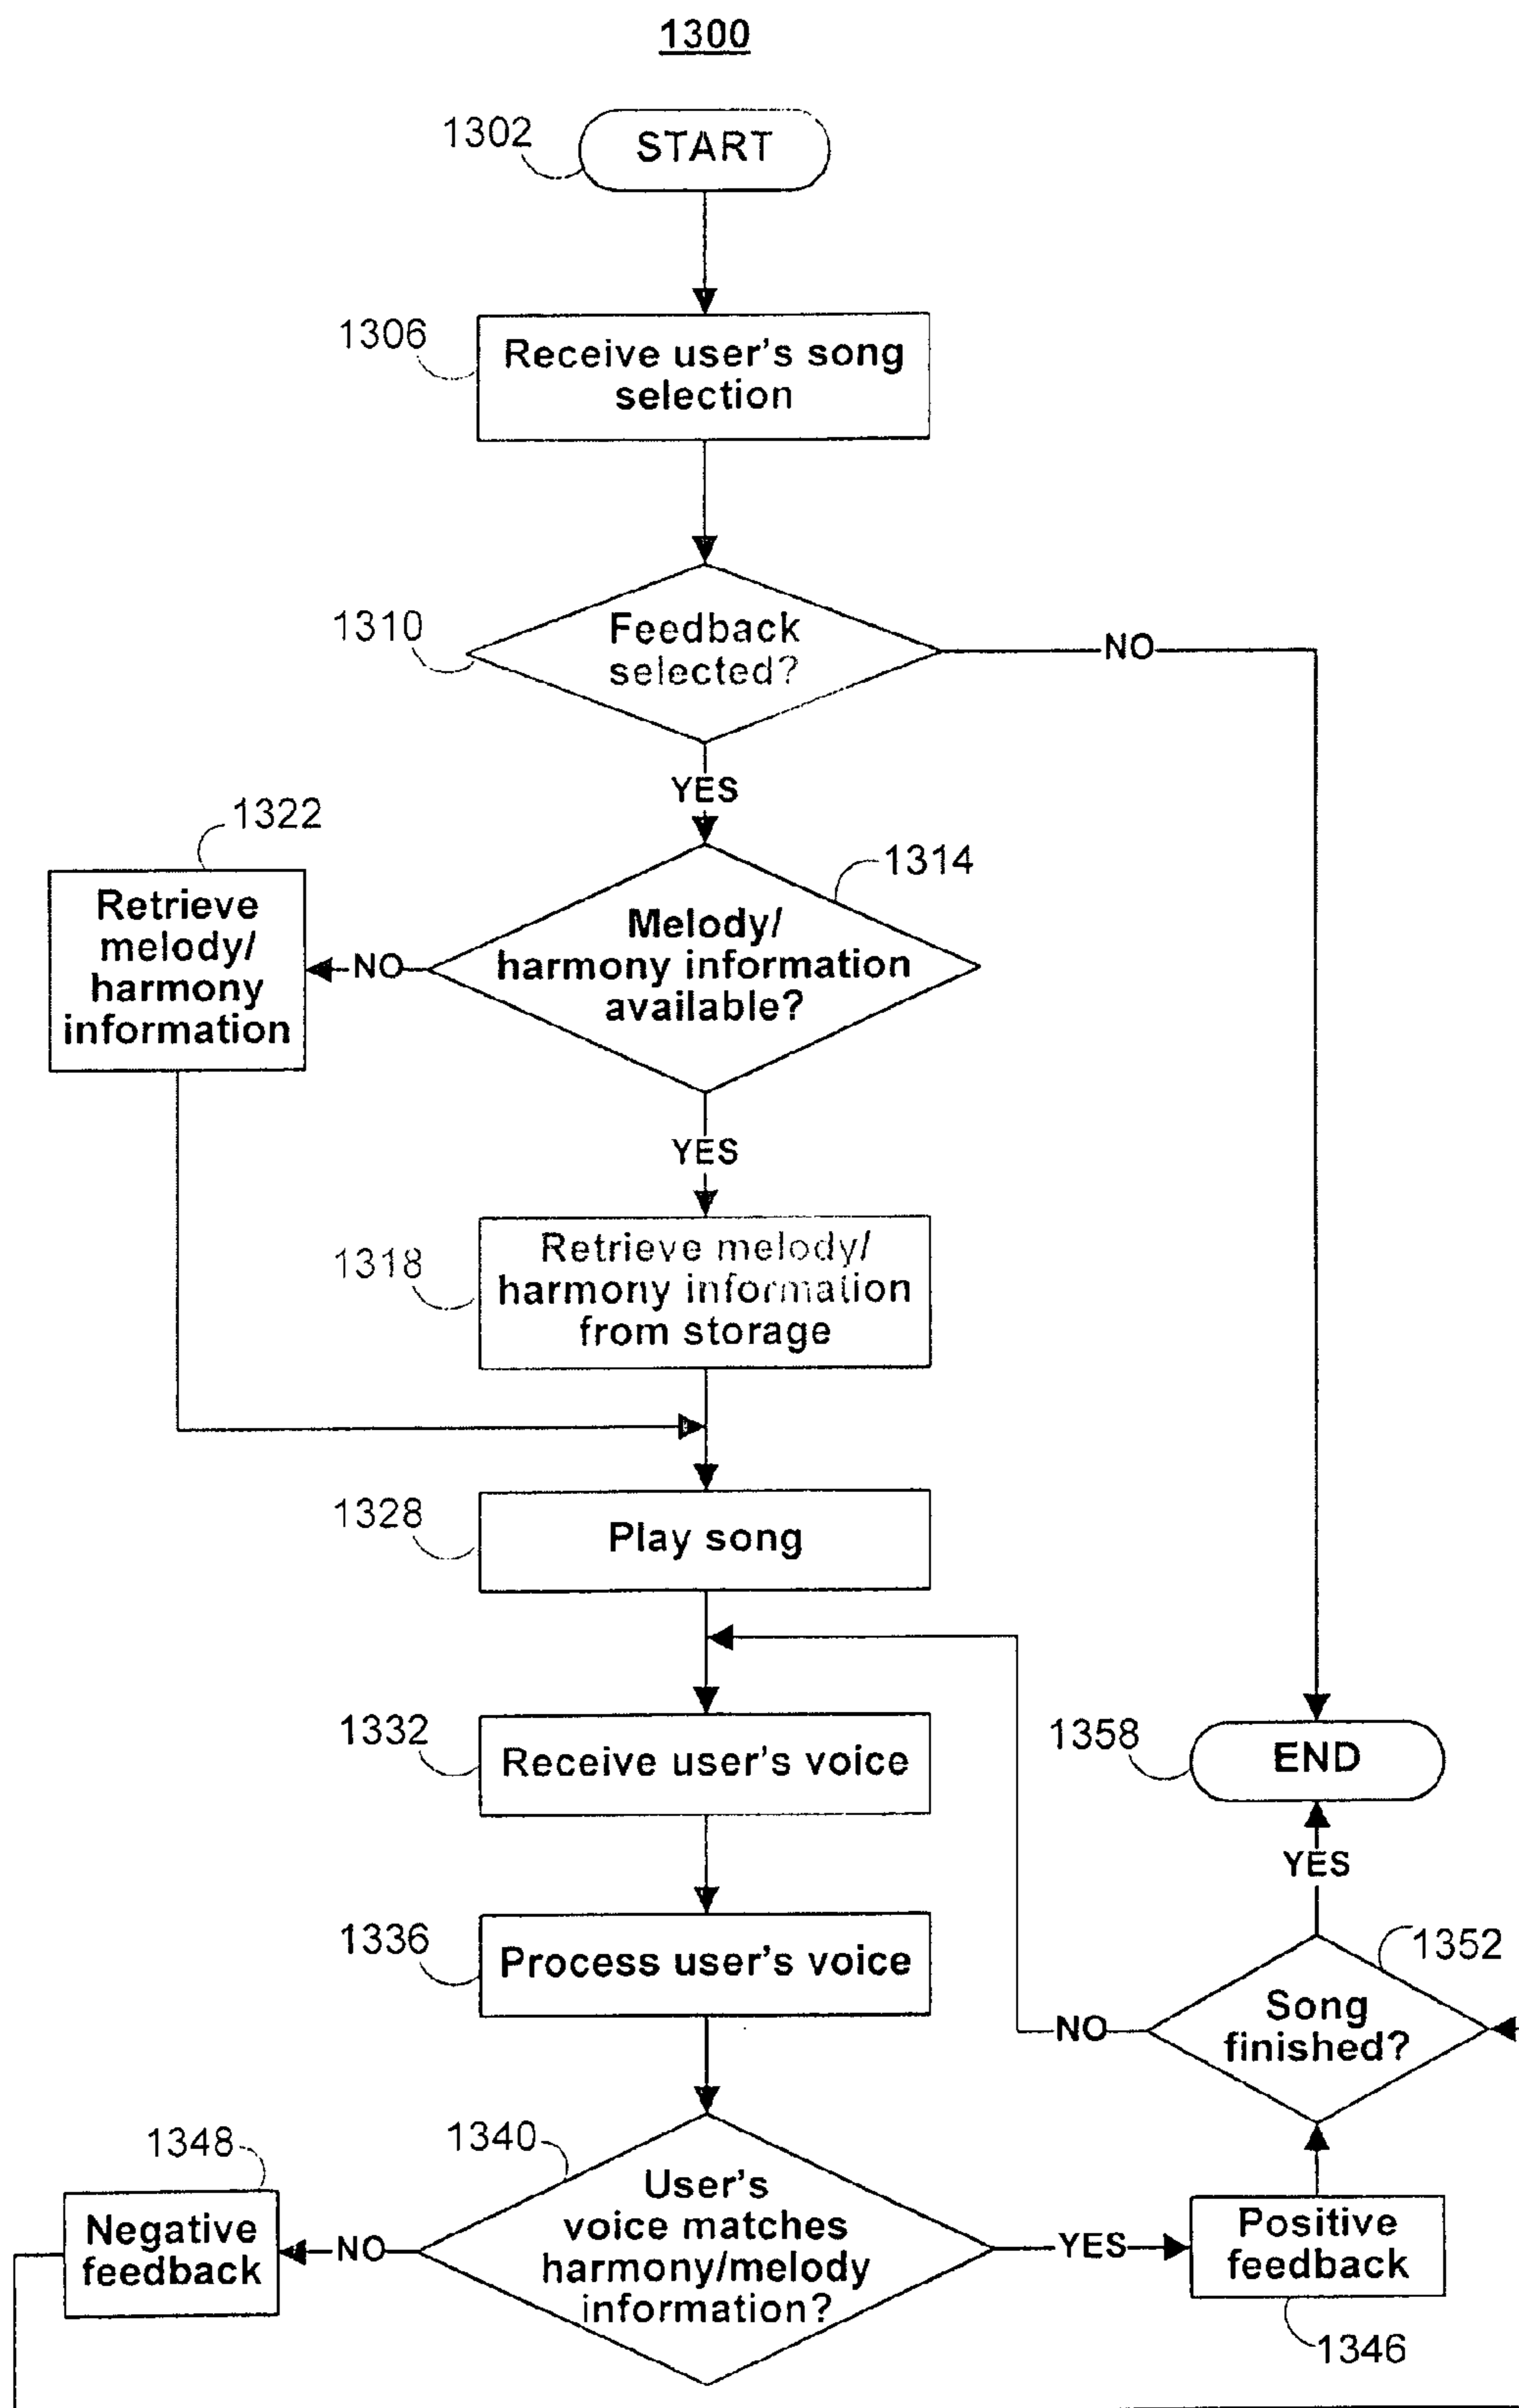 1300
1302
START
1306
Receive user's song
selection
1310
Feedback
selected?
NO
YES
1322
Retrieve
melody/
harmony
information
NO
1314
Melody/
harmony information
available?
YES
1318
Retrieve melody/
harmony information
from storage
1328
Play song
1332
Receive user's voice
1358
END
YES
1336
Process user's voice
1352
Song
finished?
NO
1348
Negative
feedback
NO
1340
User's
voice matches
harmony/melody
information?
YES
Positive
feedback
1346